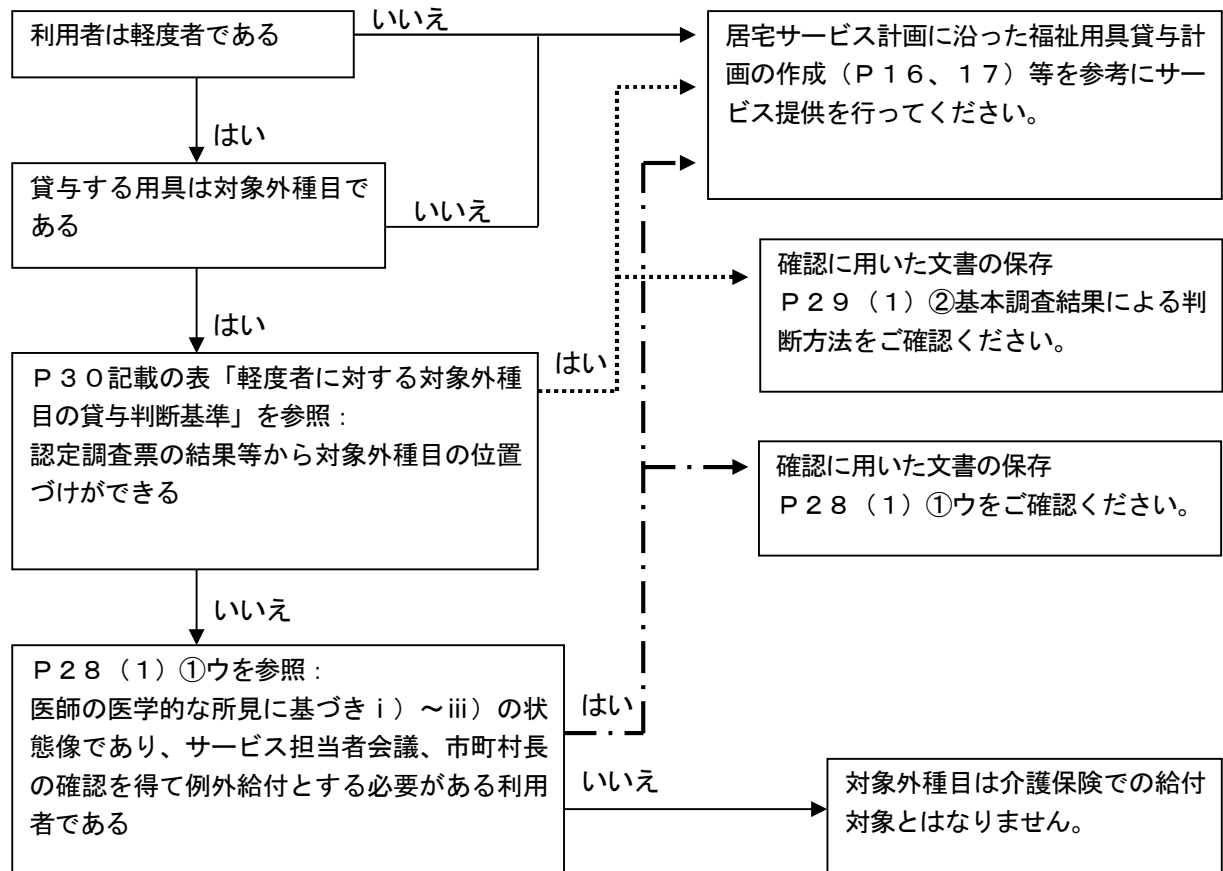 利用者は軽度者である
いいえ
居宅サービス計画に沿った福祉用具貸与計
画の作成（Ｐ１６、１７）等を参考にサー
ビス提供を行ってください。
はい
貸与する用具は対象外種目で
ある
いいえ
確認に用いた文書の保存
Ｐ２９（１）②基本調査結果による判
断方法をご確認ください。
はい
Ｐ３０記載の表「軽度者に対する対象外種
目の貸与判断基準」を参照：
認定調査票の結果等から対象外種目の位置
づけができる
はい
確認に用いた文書の保存
Ｐ２８（１）①ウをご確認ください。
いいえ
Ｐ２８（１）①ウを参照：
医師の医学的な所見に基づきⅰ）～ⅲ）の状
態像であり、サービス担当者会議、市町村長
の確認を得て例外給付とする必要がある利用
者である
はい
いいえ
対象外種目は介護保険での給付
対象とはなりません。